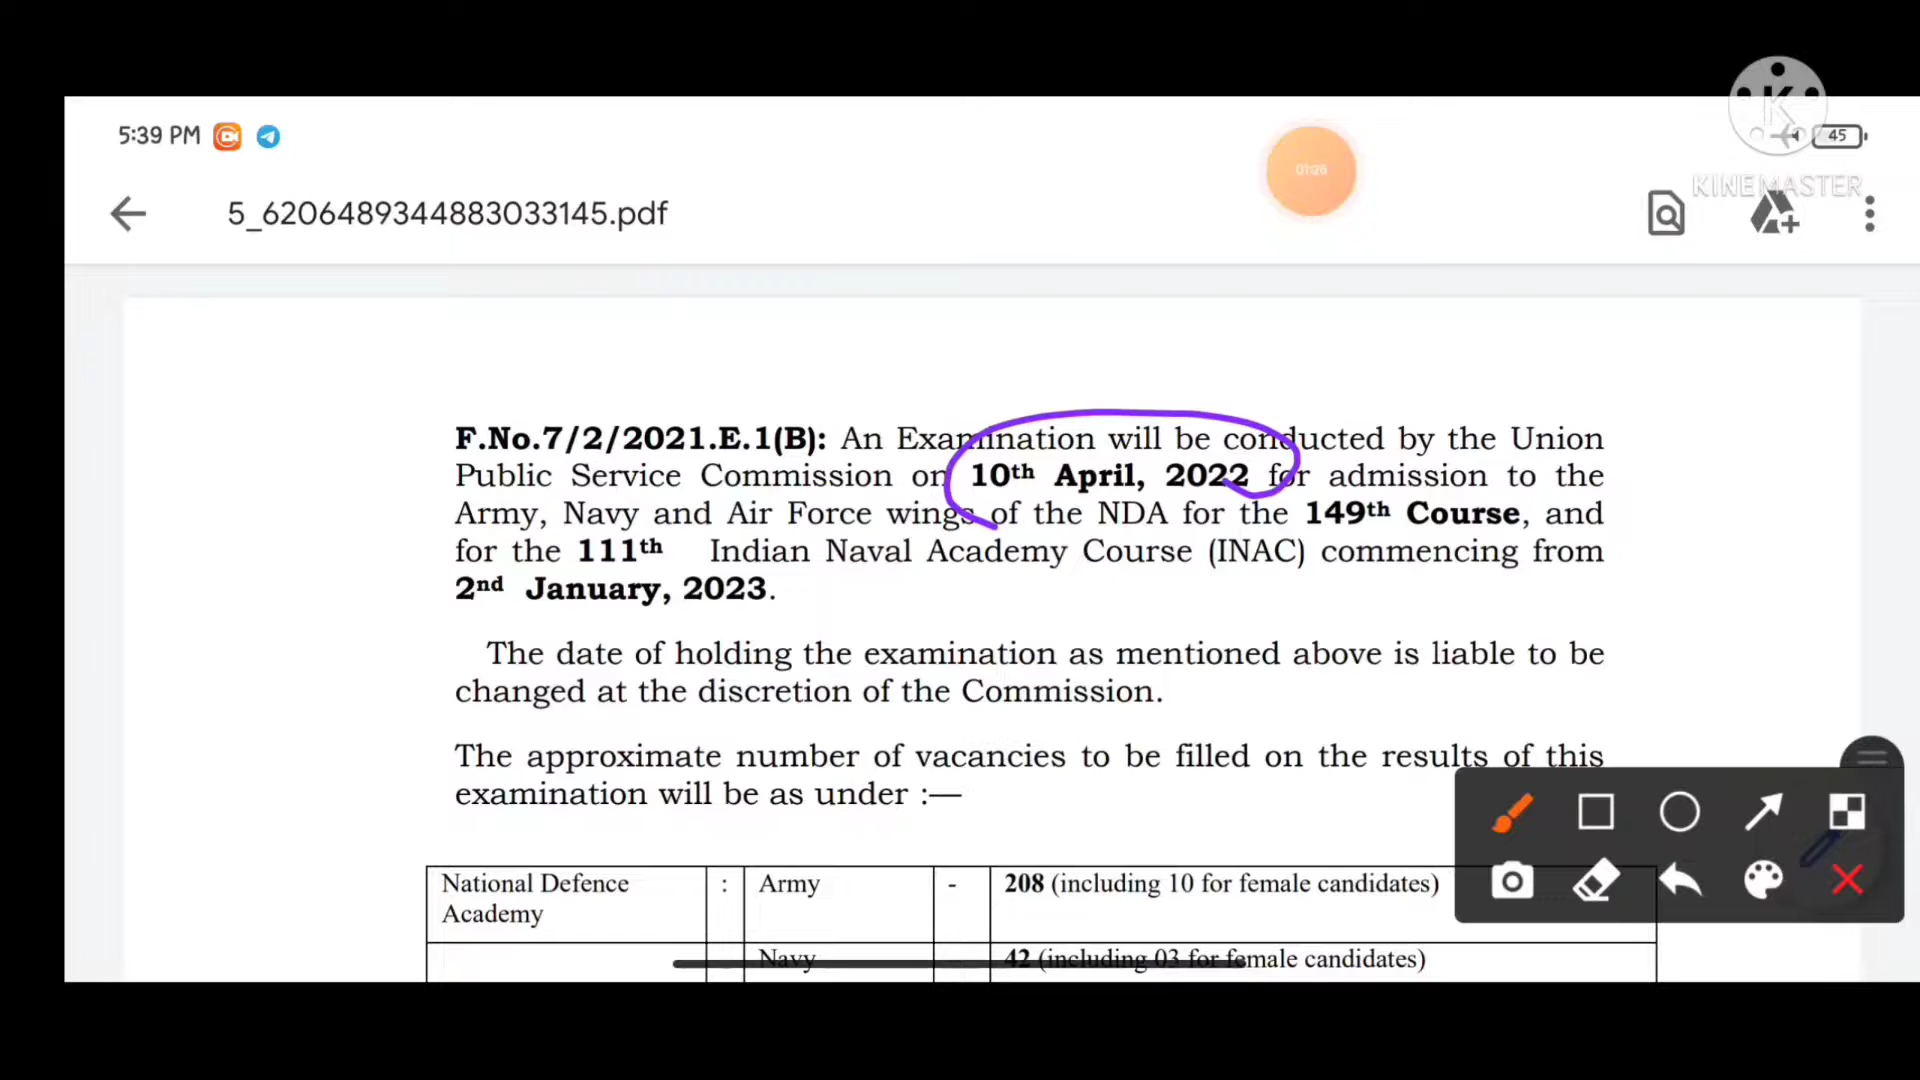 KINEMASTER
5:39 PM
01:26
45
5_6206489344883033145.pdf
F.No.7/2/2021.E.1(B): An Examination will be conducted by the Union
Public Service Commission on 10th April, 2022 for admission to the
Army, Navy and Air Force wings of the NDA for the 149th Course, and
for the 111th Indian Naval Academy Course (INAC) commencing from
2nd January, 2023.
The date of holding the examination as mentioned above is liable to be
changed at the discretion of the Commission.
The approximate number of vacancies to be filled on the results of this
examination will be as under :—
National Defence : Army - 208 (including 10 for female candidates)
Academy
Navy 42 (including 03 for female candidates)